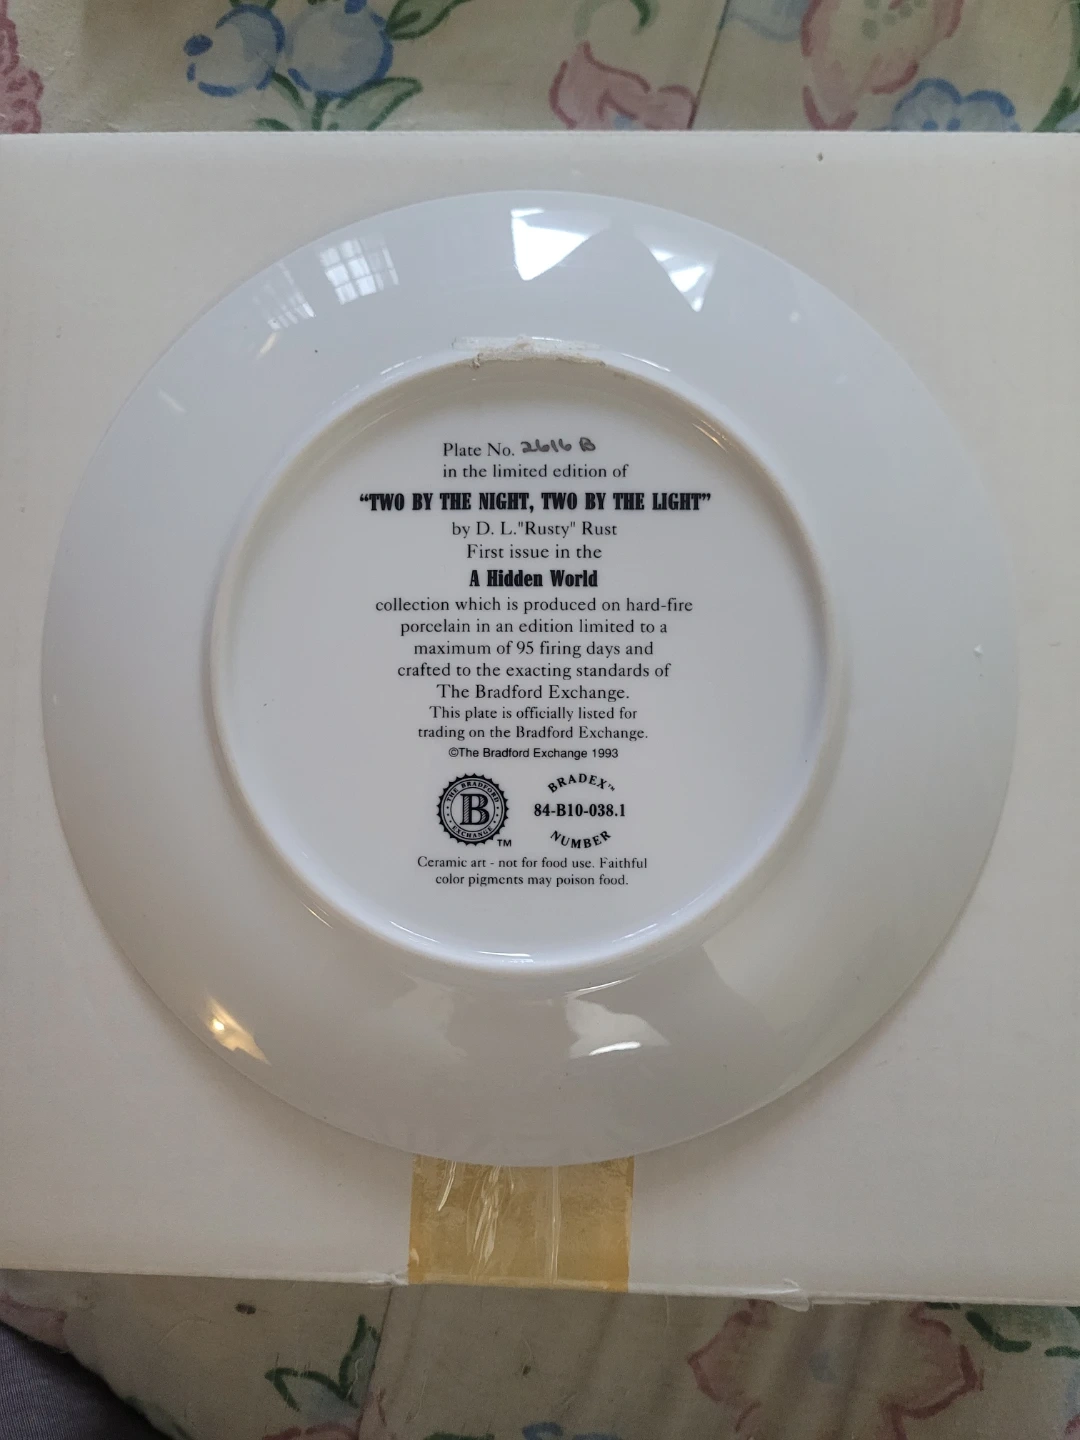 Plate No. 2616 B
in the limited edition of
“TWO BY THE NIGHT, TWO BY THE LIGHT”
by D. L."Rusty" Rust
First issue in the
A Hidden World
collection which is produced on hard-fire
porcelain in an edition limited to a
maximum of 95 firing days and
crafted to the exacting standards of
The Bradford Exchange.
This plate is officially listed for
trading on the Bradford Exchange.
©The Bradford Exchange 1993
THE BRADFORD
B
EXCHANGE
TM
BRADEX™
84-B10-038.1
NUMBER
Ceramic art - not for food use. Faithful
color pigments may poison food.